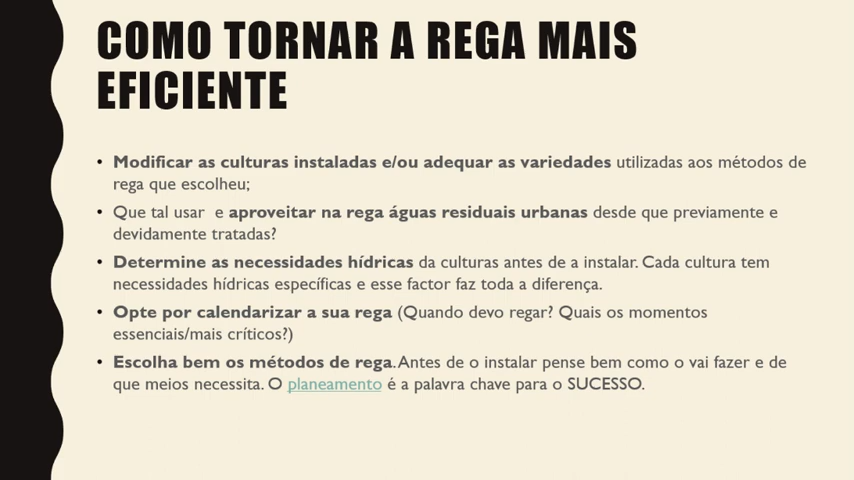 COMO TORNAR A REGA MAIS
EFICIENTE
• Modificar as culturas instaladas e/ou adequar as variedades utilizadas aos métodos de
rega que escolheu;
• Que tal usar e aproveitar na rega águas residuais urbanas desde que previamente e
devidamente tratadas?
• Determine as necessidades hídricas da culturas antes de a instalar. Cada cultura tem
necessidades hídricas específicas e esse factor faz toda a diferença.
• Opte por calendarizar a sua rega (Quando devo regar? Quais os momentos
essenciais/mais críticos?)
• Escolha bem os métodos de rega. Antes de o instalar pense bem como o vai fazer e de
que meios necessita. O planeamento é a palavra chave para o SUCESSO.